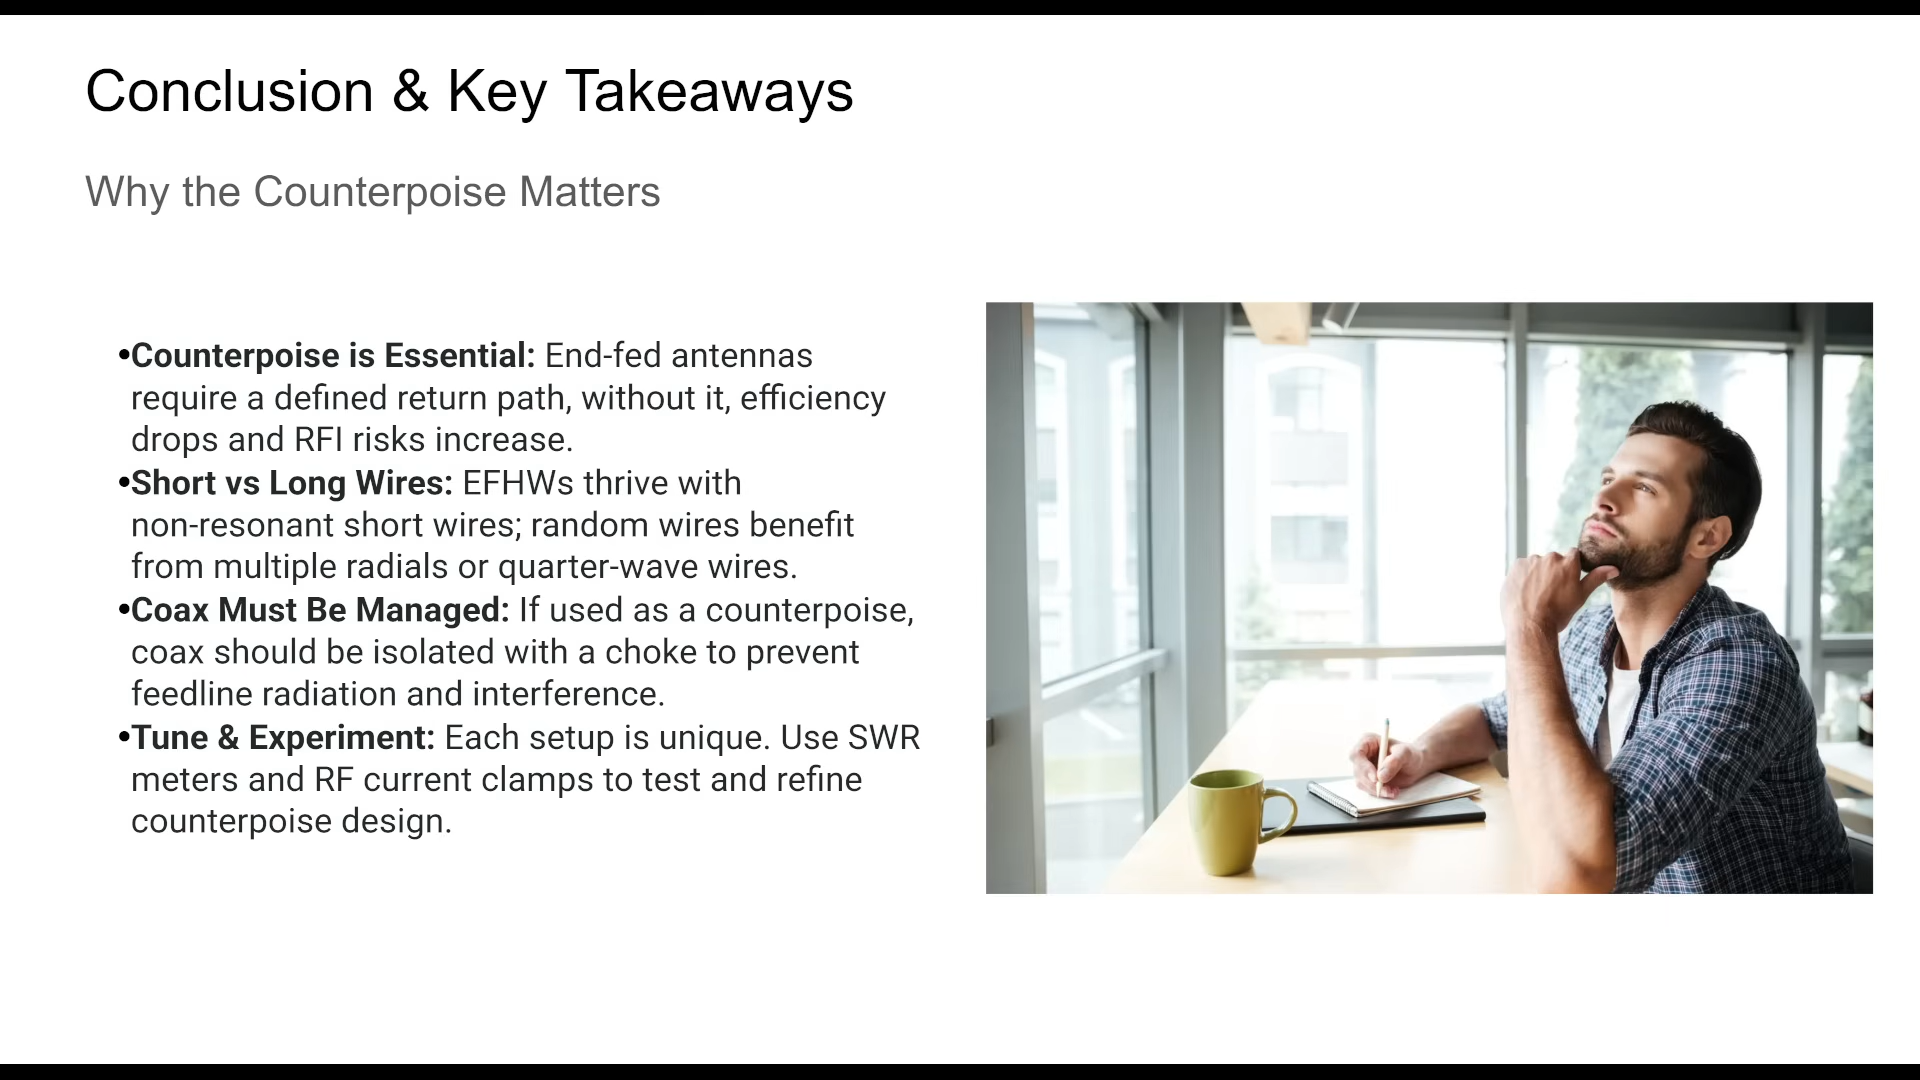 Conclusion & Key Takeaways
Why the Counterpoise Matters
•Counterpoise is Essential: End-fed antennas
require a defined return path, without it, efficiency
drops and RFI risks increase.
•Short vs Long Wires: EFHWs thrive with
non-resonant short wires; random wires benefit
from multiple radials or quarter-wave wires.
•Coax Must Be Managed: If used as a counterpoise,
coax should be isolated with a choke to prevent
feedline radiation and interference.
•Tune & Experiment: Each setup is unique. Use SWR
meters and RF current clamps to test and refine
counterpoise design.